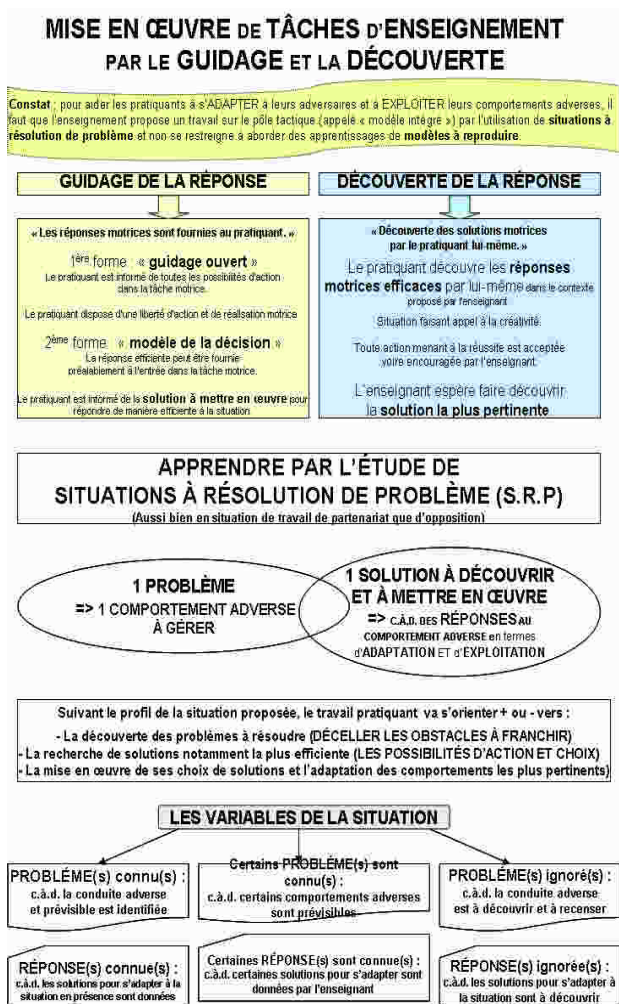 MISE EN ŒUVRE DE TÂCHES D'ENSEIGNEMENT
PAR LE GUIDAGE ET LA DÉCOUVERTE
Constat : pour aider les pratiquants à s'ADAPTER à leurs adversaires et à EXPLOITER leurs comportements adverses, il
faut que l'enseignement propose un travail sur le pôle tactique (appelé « modèle intégré ») par l'utilisation de situations à
résolution de problème et non se restreigne à aborder des apprentissages de modèles à reproduire.
GUIDAGE DE LA RÉPONSE
« Les réponses motrices sont fournies au pratiquant. »
1ère forme : « guidage ouvert »
Le pratiquant est informé de toutes les possibilités d'action
dans la tâche motrice.
Le pratiquant dispose d'une liberté d'action et de réalisation motrice
2ème forme « modèle de la décision »
La réponse efficiente peut être fournie
préalablement à l'entrée dans la tâche motrice.
Le pratiquant est informé de la solution à mettre en œuvre pour
répondre de manière efficiente à la situation
DÉCOUVERTE DE LA RÉPONSE
« Découverte des solutions motrices
par le pratiquant lui-même. »
Le pratiquant découvre les réponses
motrices efficaces par lui-même dans le contexte
proposé par l'enseignant
Situation faisant appel à la créativité
Toute action menant à la réussite est acceptée
voire encouragée par l'enseignant.
L'enseignant espère faire découvrir
la solution la plus pertinente
APPRENDRE PAR L'ÉTUDE DE
SITUATIONS À RÉSOLUTION DE PROBLÈME (S.R.P)
(Aussi bien en situation de travail de partenariat que d'opposition)
1 PROBLÈME
=> 1 COMPORTEMENT ADVERSE
À GÉRER
1 SOLUTION À DÉCOUVRIR
ET À METTRE EN ŒUVRE
=> C.À.D. DES RÉPONSES AU
COMPORTEMENT ADVERSE en termes
d'ADAPTATION ET d'EXPLOITATION
Suivant le profil de la situation proposée, le travail pratiquant va s'orienter + ou - vers :
- La découverte des problèmes à résoudre (DÉCELLER LES OBSTACLES À FRANCHIR)
- La recherche de solutions notamment la plus efficiente (LES POSSIBILITÉS D'ACTION ET CHOIX)
- La mise en œuvre de ses choix de solutions et l'adaptation des comportements les plus pertinents)
LES VARIABLES DE LA SITUATION
PROBLÉME(s) connu(s) :
c.à.d. la conduite adverse
et prévisible est identifiée
Certains PROBLÉME(s) sont
connu(s) :
c.à.d. certains comportements adverses
sont prévisibles
PROBLÉME(s) ignoré(s) :
c.à.d. la conduite adverse
est à découvrir et à recenser
RÉPONSE(s) connue(s) :
c.à.d. les solutions pour s'adapter à la
situation en présence sont données
Certaines RÉPONSE(s) sont connue(s) :
c.à.d. certaines solutions pour s'adapter sont
données par l'enseignant
RÉPONSE(s) ignorée(s) :
c.à.d. les solutions pour s'adapter à
la situation sont à découvrir